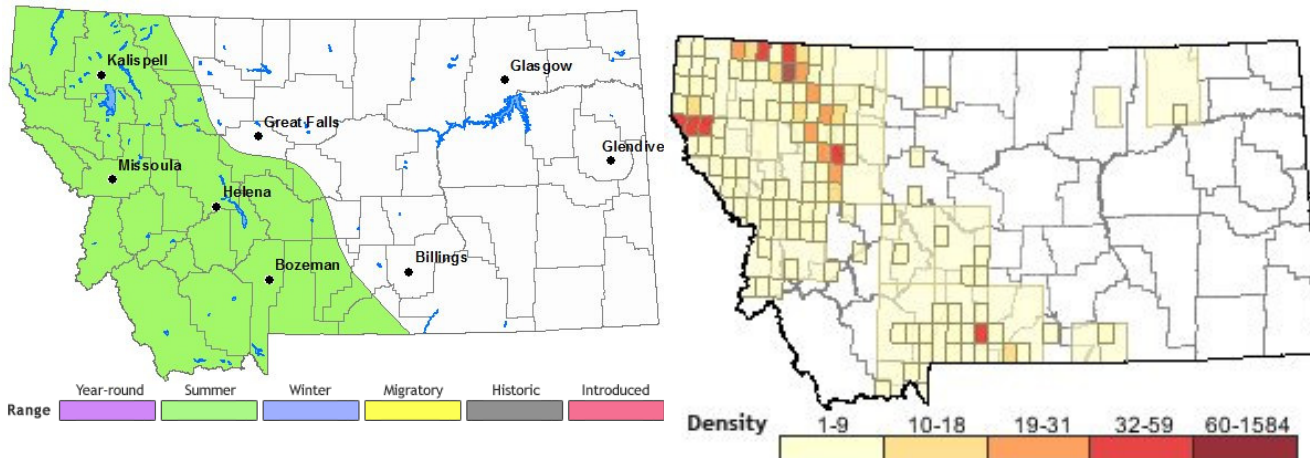 Kalispell
Glasgow
Great Falls
Glendive
Missoula
Helena
Bozeman
Billings
Year-round Summer Winter Migratory Historic Introduced
Range
Density 1-9 10-18 19-31 32-59 60-1584